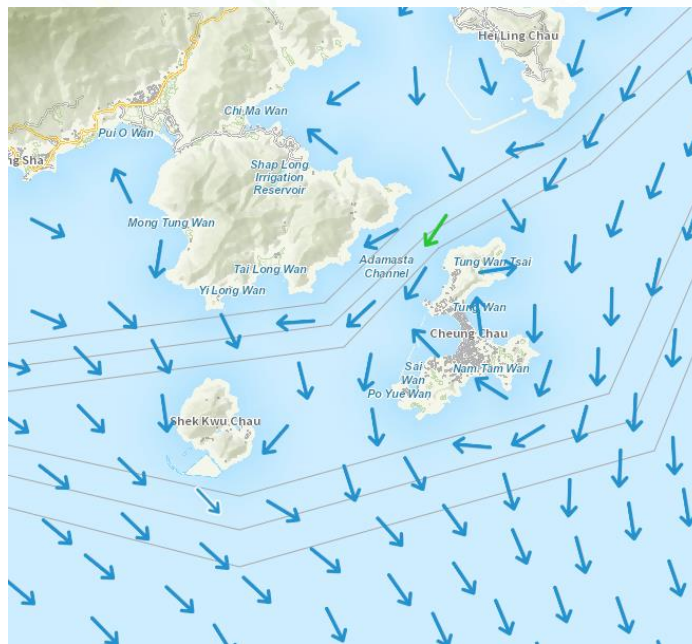 Hei Ling Chau
Chi Ma Wan
Pui O Wan
ng Sha
Shap Long
Irrigation
Reservoir
Mong Tung Wan
Adamasta
Channel
Tung Wan Tsai
Tai Long Wan
Yi Long Wan
Tung Wan
Cheung Chau
Sai
Wan
Nam Tam Wan
Po Yue Wan
Shek Kwu Chau